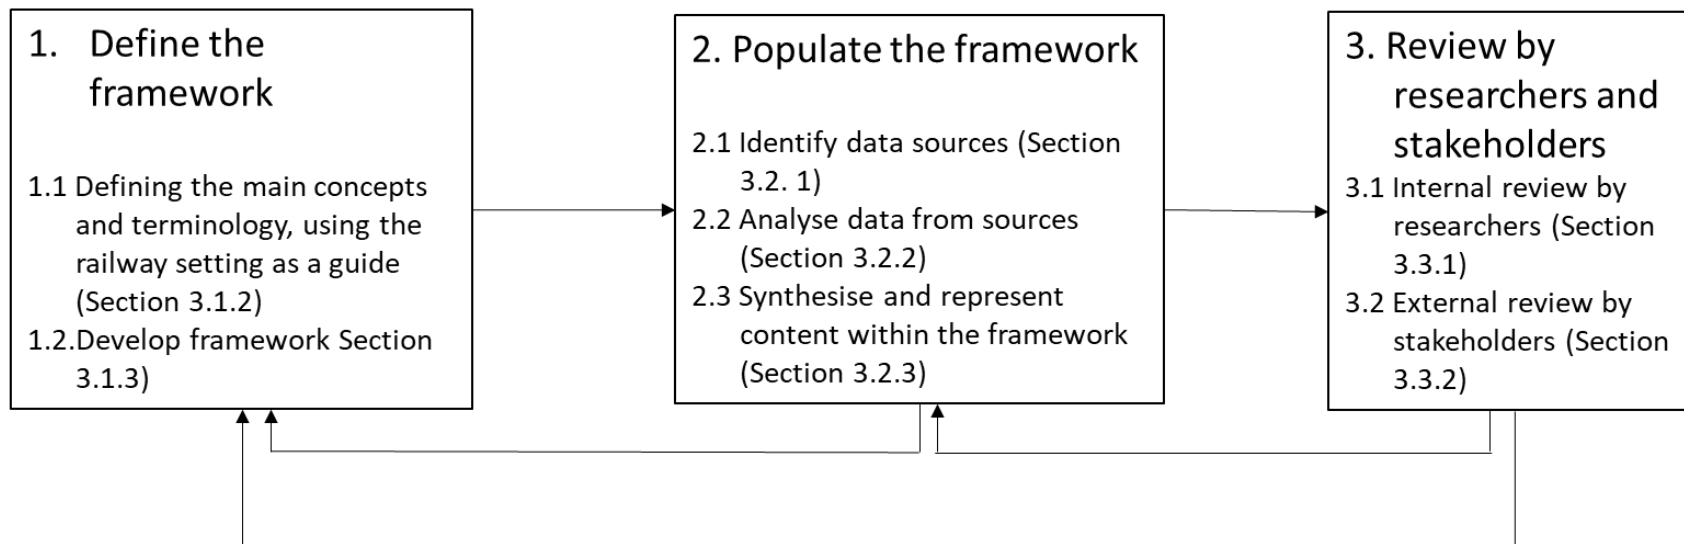 1. Define the
framework
1.1 Defining the main concepts
and terminology, using the
railway setting as a guide
(Section 3.1.2)
1.2.Develop framework Section
3.1.3)
2. Populate the framework
2.1 Identify data sources (Section
3.2. 1)
2.2 Analyse data from sources
(Section 3.2.2)
2.3 Synthesise and represent
content within the framework
(Section 3.2.3)
3. Review by
researchers and
stakeholders
3.1 Internal review by
researchers (Section
3.3.1)
3.2 External review by
stakeholders (Section
3.3.2)